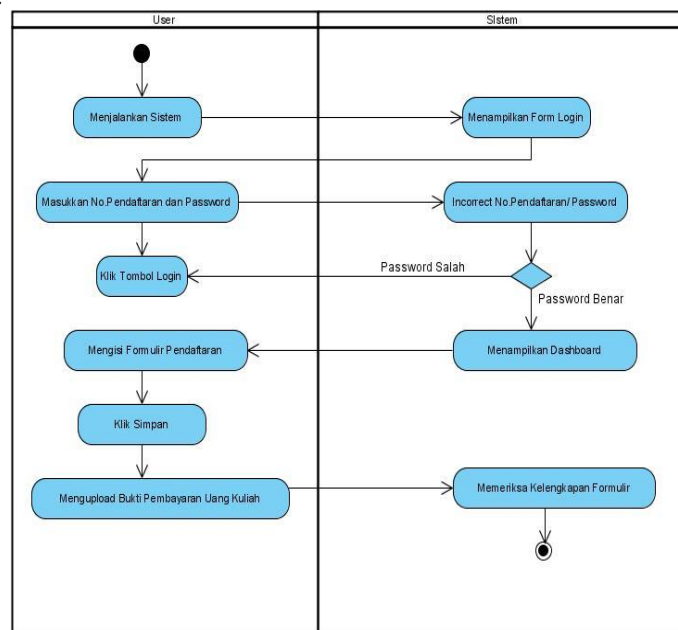 User
SIstem
Menjalankan Sistem
Menampilkan Form Login
Masukkan No.Pendaftaran dan Password
Incorrect No.Pendaftaran/ Password
Klik Tombol Login
Password Salah
Password Benar
Mengisi Formulir Pendaftaran
Menampilkan Dashboard
Klik Simpan
Mengupload Bukti Pembayaran Uang Kuliah
Memeriksa Kelengkapan Formulir